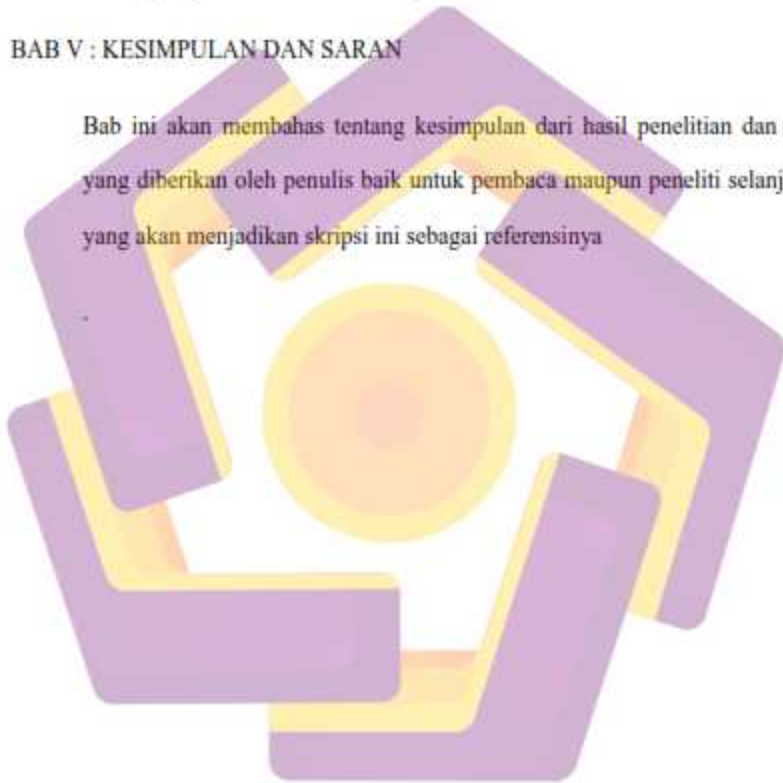 BAB V : KESIMPULAN DAN SARAN
Bab ini akan membahas tentang kesimpulan dari hasil penelitian dan
yang diberikan oleh penulis baik untuk pembaca maupun peneliti selanj
yang akan menjadikan skripsi ini sebagai referensinya
.